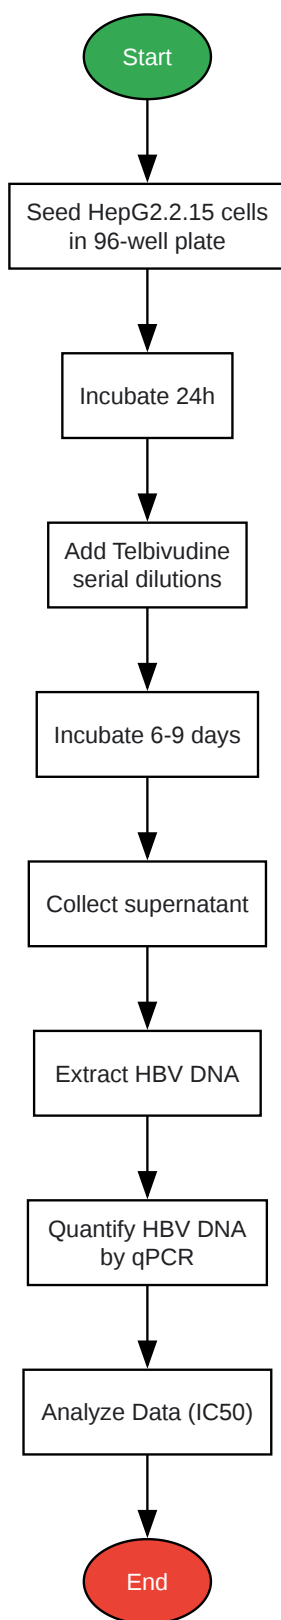 Start
Seed HepG2.2.15 cells
in 96-well plate
Incubate 24h
Add Telbivudine
serial dilutions
Incubate 6-9 days
Collect supernatant
Extract HBV DNA
Quantify HBV DNA
by qPCR
Analyze Data (IC50)
End